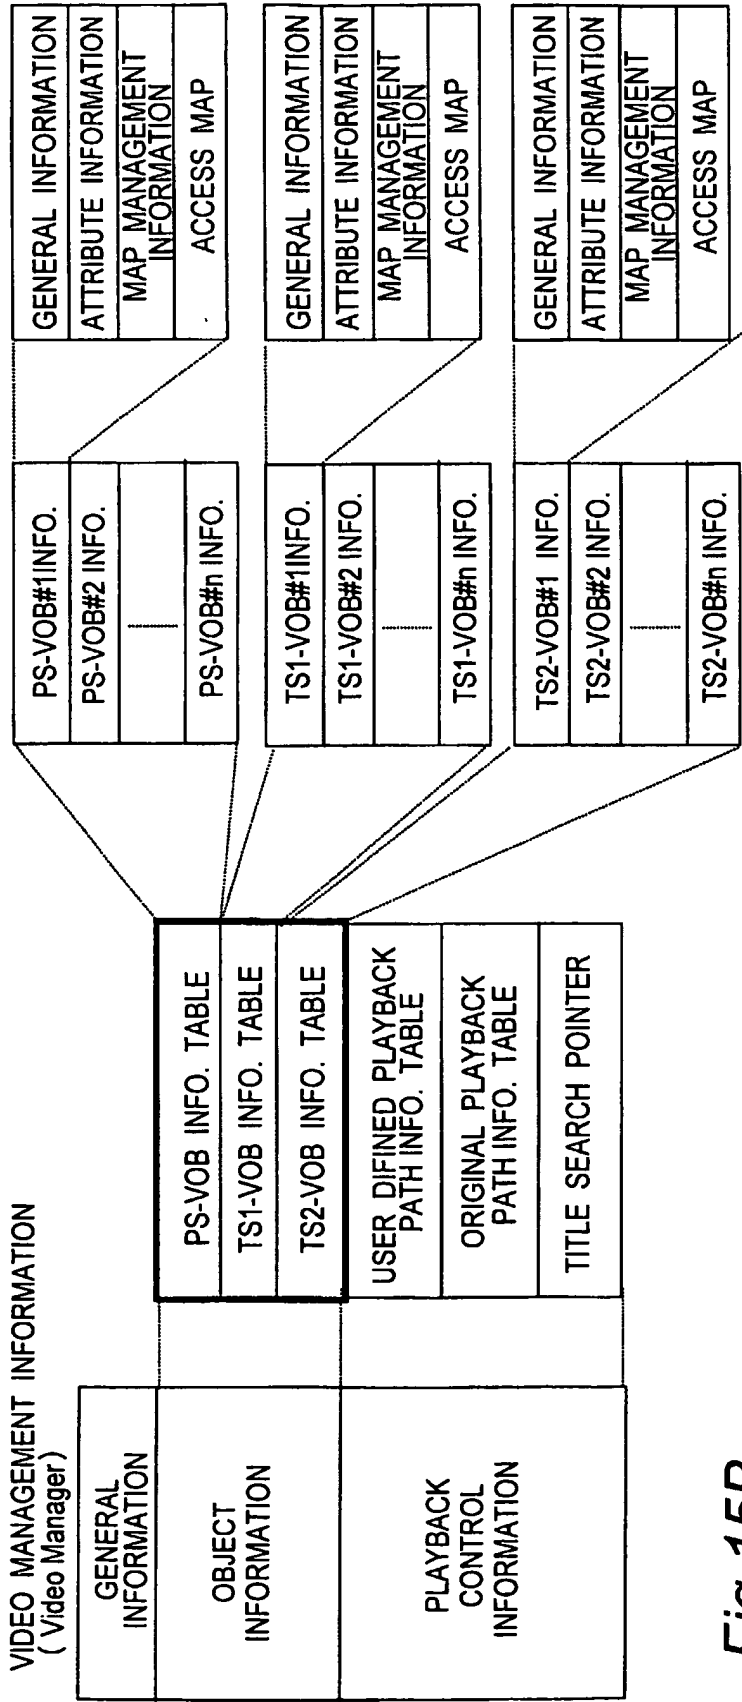 VIDEO MANAGEMENT INFORMATION
( Video Manager)
GENERAL
INFORMATION
OBJECT
INFORMATION
PLAYBACK
CONTROL
INFORMATION
PS-VOB INFO. TABLE
TS1-VOB INFO. TABLE
TS2-VOB INFO. TABLE
USER DIFINED PLAYBACK
PATH INFO. TABLE
ORIGINAL PLAYBACK
PATH INFO. TABLE
TITLE SEARCH POINTER
PS-VOB#1INFO.
PS-VOB#2 INFO.
PS-VOB#n INFO.
TS1-VOB#1INFO.
TS1-VOB#2 INFO.
TS1-VOB#n INFO.
TS2-VOB#1 INFO.
TS2-VOB#2 INFO.
TS2-VOB#n INFO.
GENERAL INFORMATION
ATTRIBUTE INFORMATION
MAP MANAGEMENT
INFORMATION
ACCESS MAP
GENERAL INFORMATION
ATTRIBUTE INFORMATION
MAP MANAGEMENT
INFORMATION
ACCESS MAP
GENERAL INFORMATION
ATTRIBUTE INFORMATION
MAP MANAGEMENT
INFORMATION
ACCESS MAP